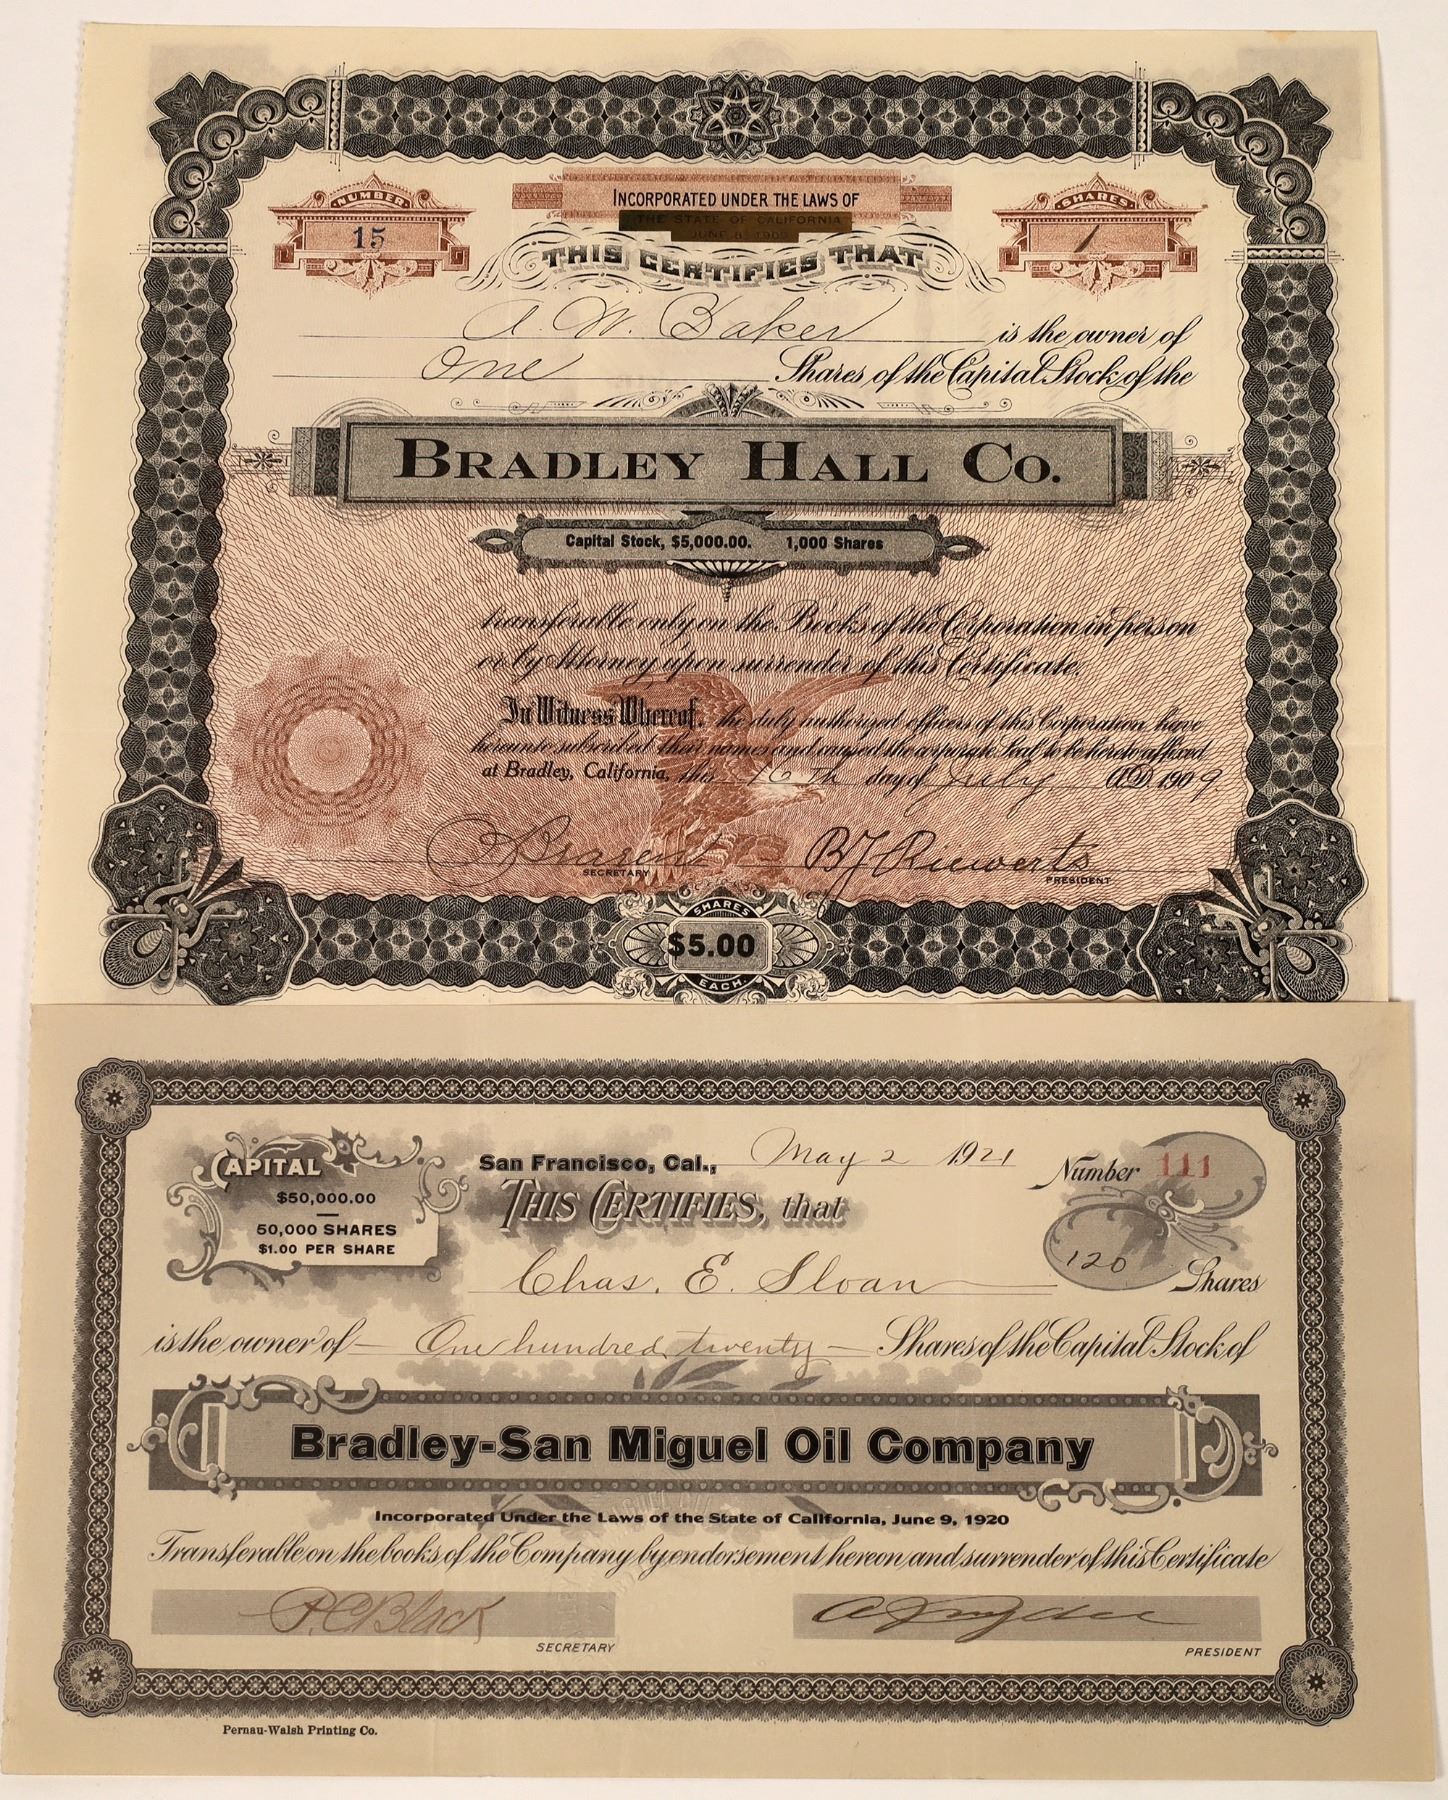 NUMBER
15
INCORPORATED UNDER THE LAWS OF
THE STATE OF CALIFORNIA
JUNE 8 1909
SHARES
1
THIS CERTIFIES THAT
A. W. Baker is the owner of
One Shares of the Capital Stock of the
BRADLEY HALL CO.
Capital Stock, $5,000.00. 1,000 Shares
transferable only on the Books of the Corporation in person
or by Attorney upon surrender of this Certificate.
In Witness Whereof, the duly authorized officers of this Corporation have
hereunto subscribed their names and caused the corporate Seal to be hereto affixed
at Bradley, California, this 16th day of July A.D. 1909
B J Riewerts
SECRETARY
PRESIDENT
SHARES
$5.00
EACH
CAPITAL
$50,000.00
50,000 SHARES
$1.00 PER SHARE
San Francisco, Cal., May 2 1921
Number 111
THIS CERTIFIES, that
120 Shares
Chas. E. Sloan
is the owner of One hundred twenty Shares of the Capital Stock of
Bradley-San Miguel Oil Company
Incorporated Under the Laws of the State of California, June 9, 1920
Transferable on the books of the Company by endorsement hereon and surrender of this Certificate
P.C. Black
SECRETARY
PRESIDENT
Pernau-Walsh Printing Co.